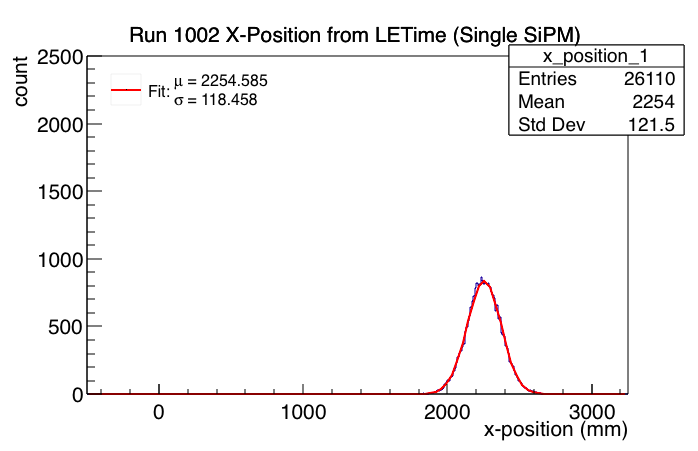 Run 1002 X-Position from LETime (Single SiPM)
x_position_1
Entries 26110
Mean 2254
Std Dev 121.5
Fit: μ = 2254.585
σ = 118.458
count
2500
2000
1500
1000
500
0
0 1000 2000 3000
x-position (mm)